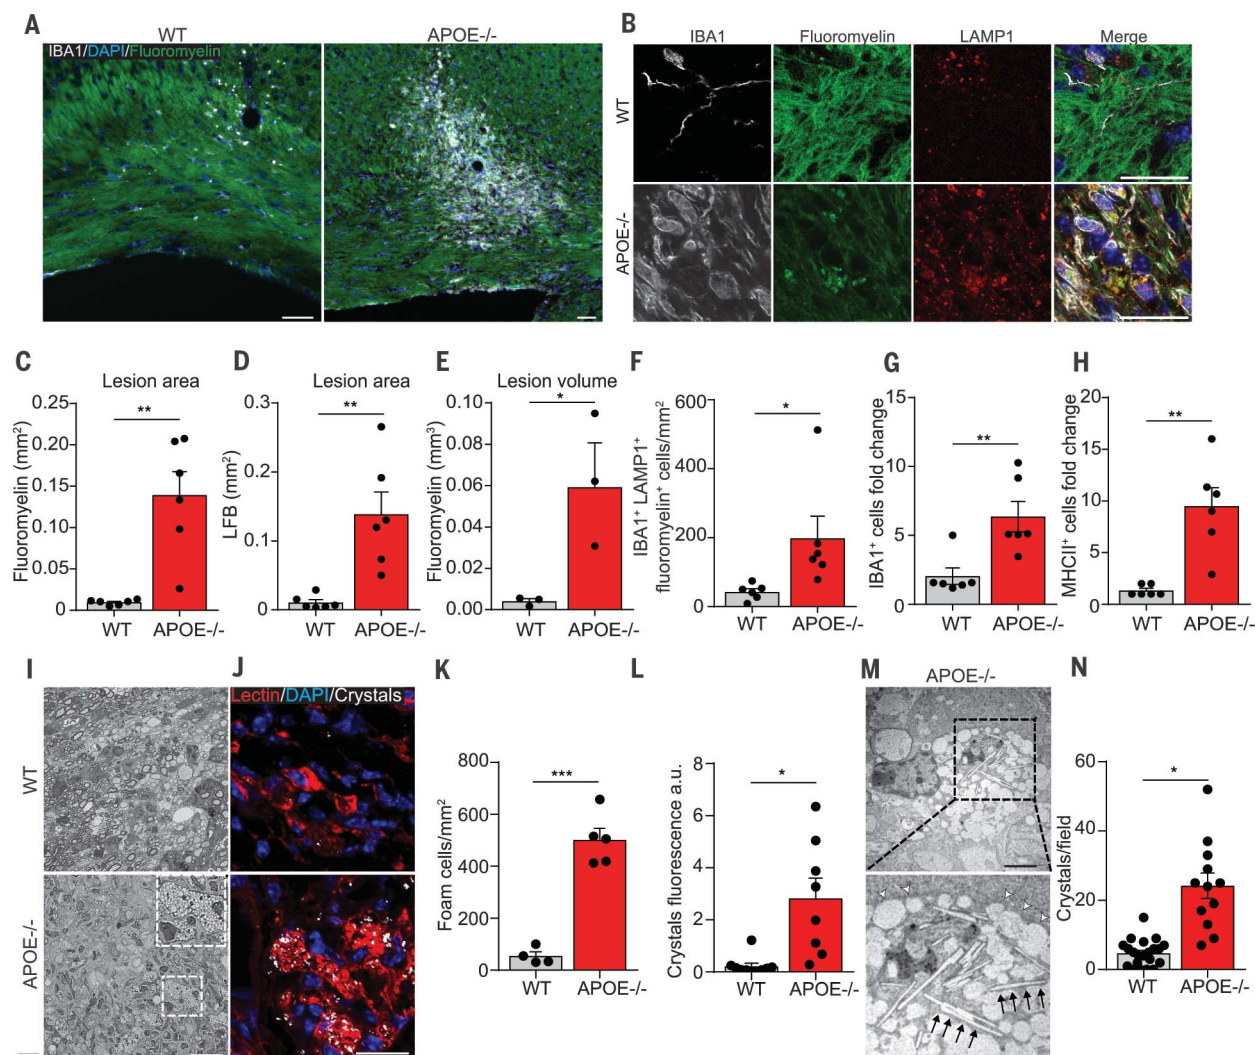 A
WT
APOE-/-
IBA1/DAPI/Fluoromyelin
B
IBA1
Fluoromyelin
LAMP1
Merge
WT
APOE-/-
C
Lesion area
**
Fluoromyelin (mm²)
0.25
0.20
0.15
0.10
0.05
0
WT
APOE-/-
D
Lesion area
**
LFB (mm²)
0.3
0.2
0.1
0
WT
APOE-/-
E
Lesion volume
*
Fluoromyelin (mm³)
0.10
0.08
0.06
0.04
0.02
0.00
WT
APOE-/-
F
*
IBA1⁺ LAMP1⁺
fluoromyelin⁺ cells/mm²
600
400
200
0
WT
APOE-/-
G
**
IBA1⁺ cells fold change
15
10
5
0
WT
APOE-/-
H
**
MHCII⁺ cells fold change
20
15
10
5
0
WT
APOE-/-
I
WT
APOE-/-
J
Lectin/DAPI/Crystals
K
***
Foam cells/mm²
800
600
400
200
0
WT
APOE-/-
L
*
Crystals fluorescence a.u.
8
6
4
2
0
WT
APOE-/-
M
APOE-/-
N
*
Crystals/field
60
40
20
0
WT
APOE-/-